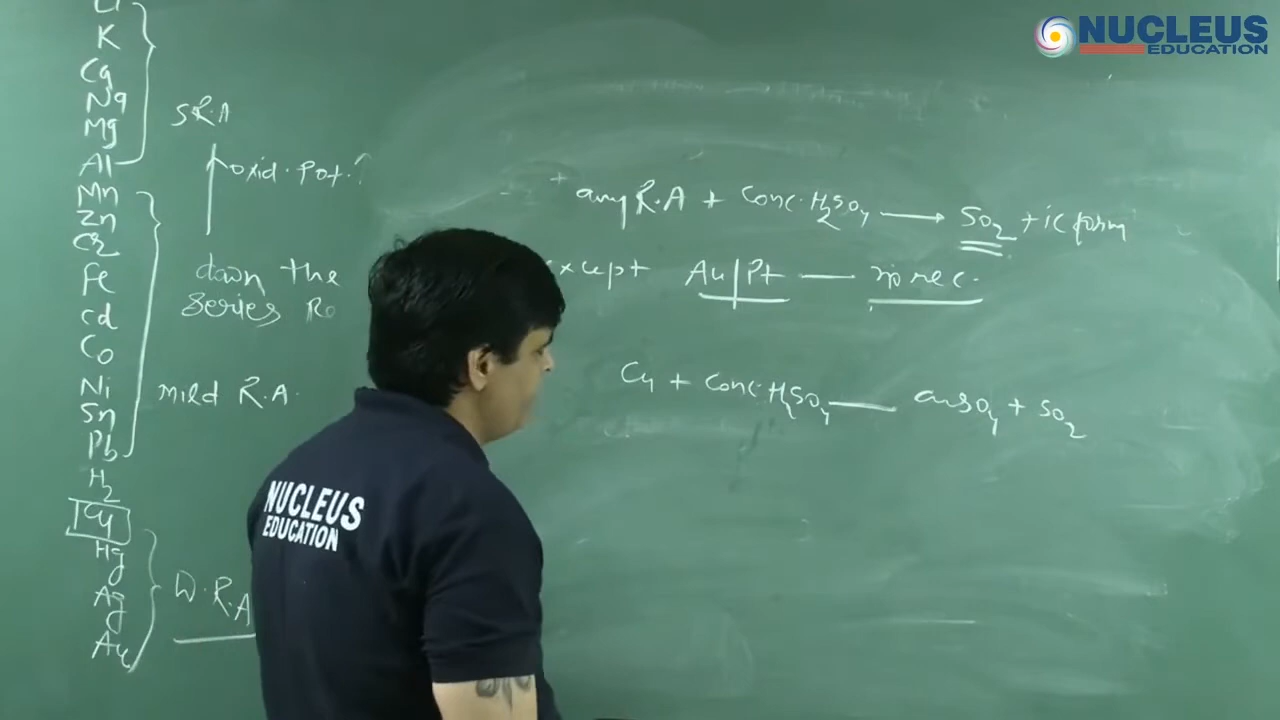 NUCLEUS
EDUCATION
Li
K
Ca
Na
Mg
Al
Mn
Zn
Cr
Fe
Cd
Co
Ni
Sn
Pb
H2
Cu
Hg
Ag
Au
S.R.A
oxid. pot. ↑
down the
series Re
mild R.A.
W.R.A
any R.A + Conc. H2SO4 → SO2 + ic form
except Au | Pt — no rec.
Cu + Conc. H2SO4 — CuSO4 + SO2
NUCLEUS
EDUCATION